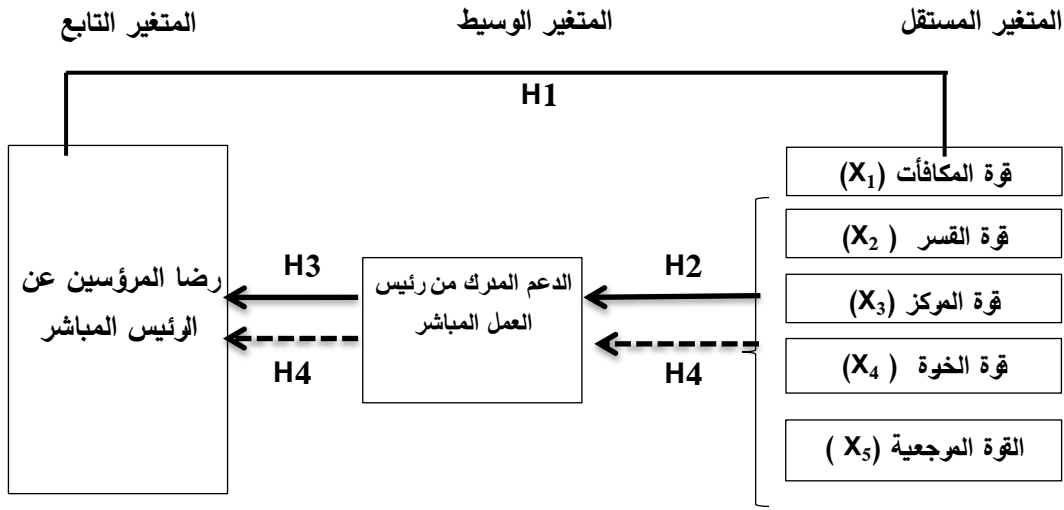 المتغير المستقل
المتغير الوسيط
المتغير التابع
H1
قوة المكافأت (X1)
قوة القسر ( X2)
قوة المركز (X3)
قوة الخبرة ( X4)
القوة المرجعية (X5 )
H2
H4
الدعم المدرك من رئيس
العمل المباشر
H3
H4
رضا المرؤسين عن
الرئيس المباشر